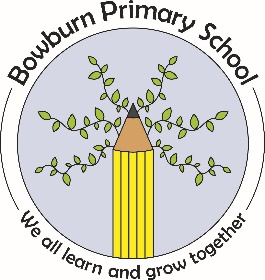 Bowburn Primary School
We all learn and grow together